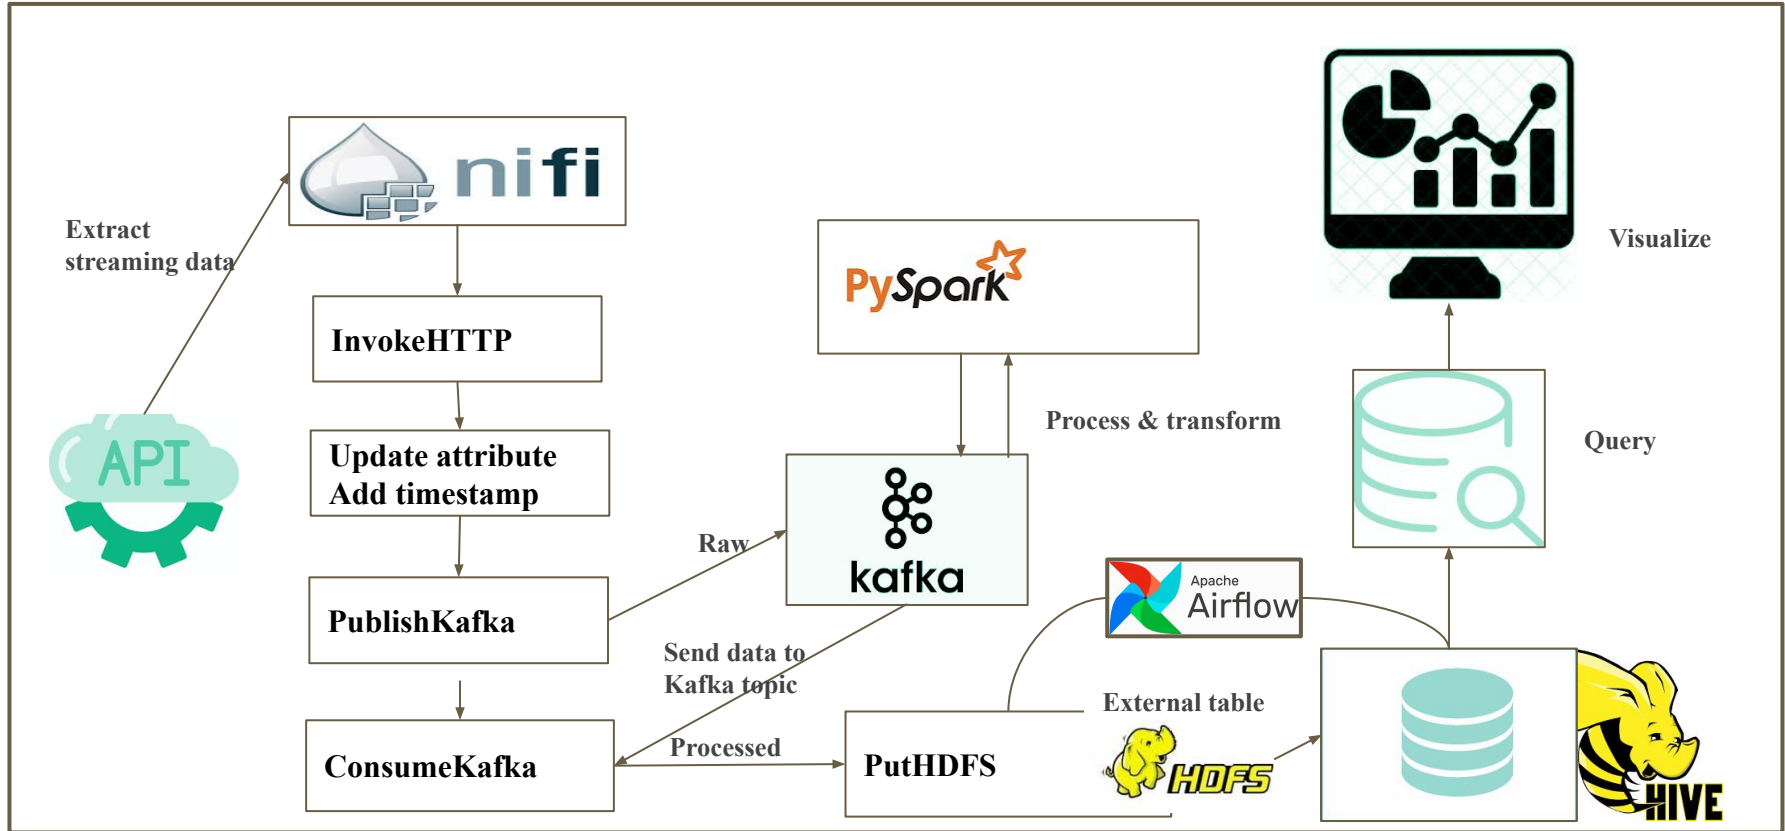 nifi
Extract
streaming data
InvokeHTTP
API
Update attribute
Add timestamp
PublishKafka
ConsumeKafka
Raw
Send data to
Kafka topic
Processed
PySpark
Process & transform
kafka
Apache
Airflow
PutHDFS
External table
HDFS
HIVE
Query
Visualize